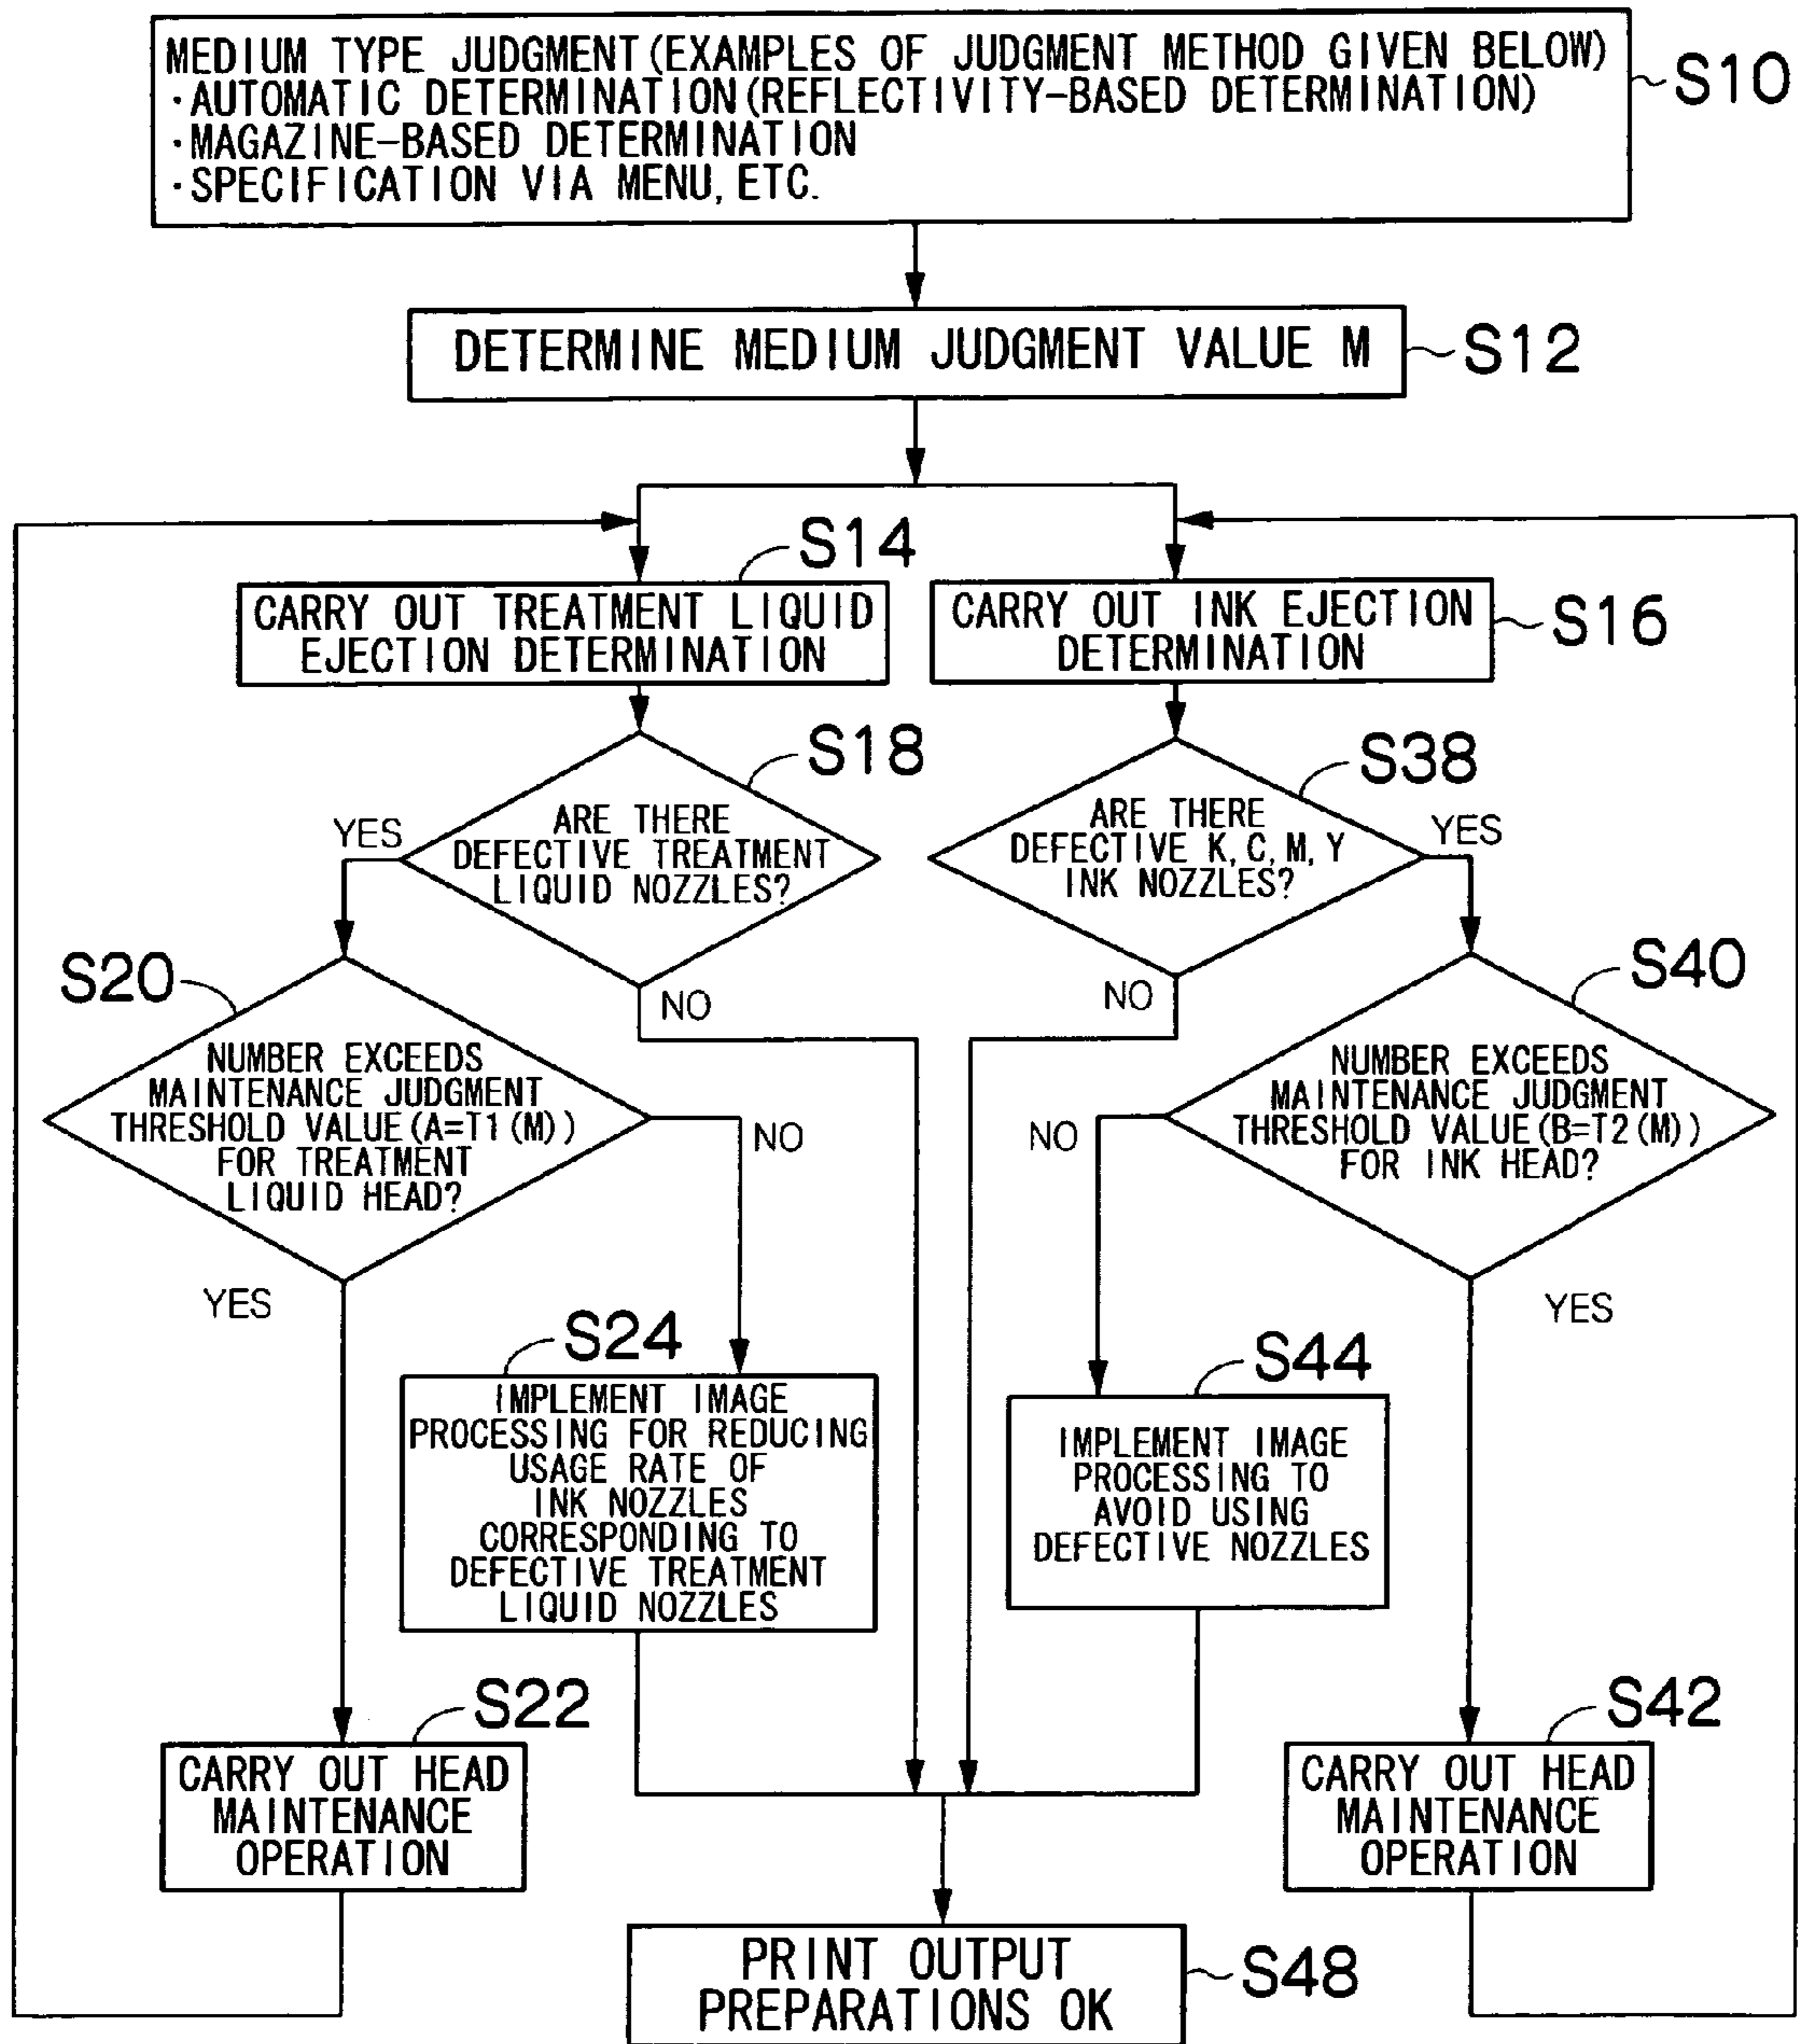 MEDIUM TYPE JUDGMENT(EXAMPLES OF JUDGMENT METHOD GIVEN BELOW)
·AUTOMATIC DETERMINATION(REFLECTIVITY-BASED DETERMINATION)
·MAGAZINE-BASED DETERMINATION
·SPECIFICATION VIA MENU, ETC.
S10
DETERMINE MEDIUM JUDGMENT VALUE M
S12
S14
CARRY OUT TREATMENT LIQUID
EJECTION DETERMINATION
CARRY OUT INK EJECTION
DETERMINATION
S16
S18
ARE THERE
DEFECTIVE TREATMENT
LIQUID NOZZLES?
YES
NO
S38
ARE THERE
DEFECTIVE K, C, M, Y
INK NOZZLES?
YES
NO
S20
NUMBER EXCEEDS
MAINTENANCE JUDGMENT
THRESHOLD VALUE(A=T1(M))
FOR TREATMENT
LIQUID HEAD?
NO
YES
S40
NUMBER EXCEEDS
MAINTENANCE JUDGMENT
THRESHOLD VALUE(B=T2(M))
FOR INK HEAD?
NO
YES
S24
IMPLEMENT IMAGE
PROCESSING FOR REDUCING
USAGE RATE OF
INK NOZZLES
CORRESPONDING TO
DEFECTIVE TREATMENT
LIQUID NOZZLES
S44
IMPLEMENT IMAGE
PROCESSING TO
AVOID USING
DEFECTIVE NOZZLES
S22
CARRY OUT HEAD
MAINTENANCE
OPERATION
S42
CARRY OUT HEAD
MAINTENANCE
OPERATION
PRINT OUTPUT
PREPARATIONS OK
S48